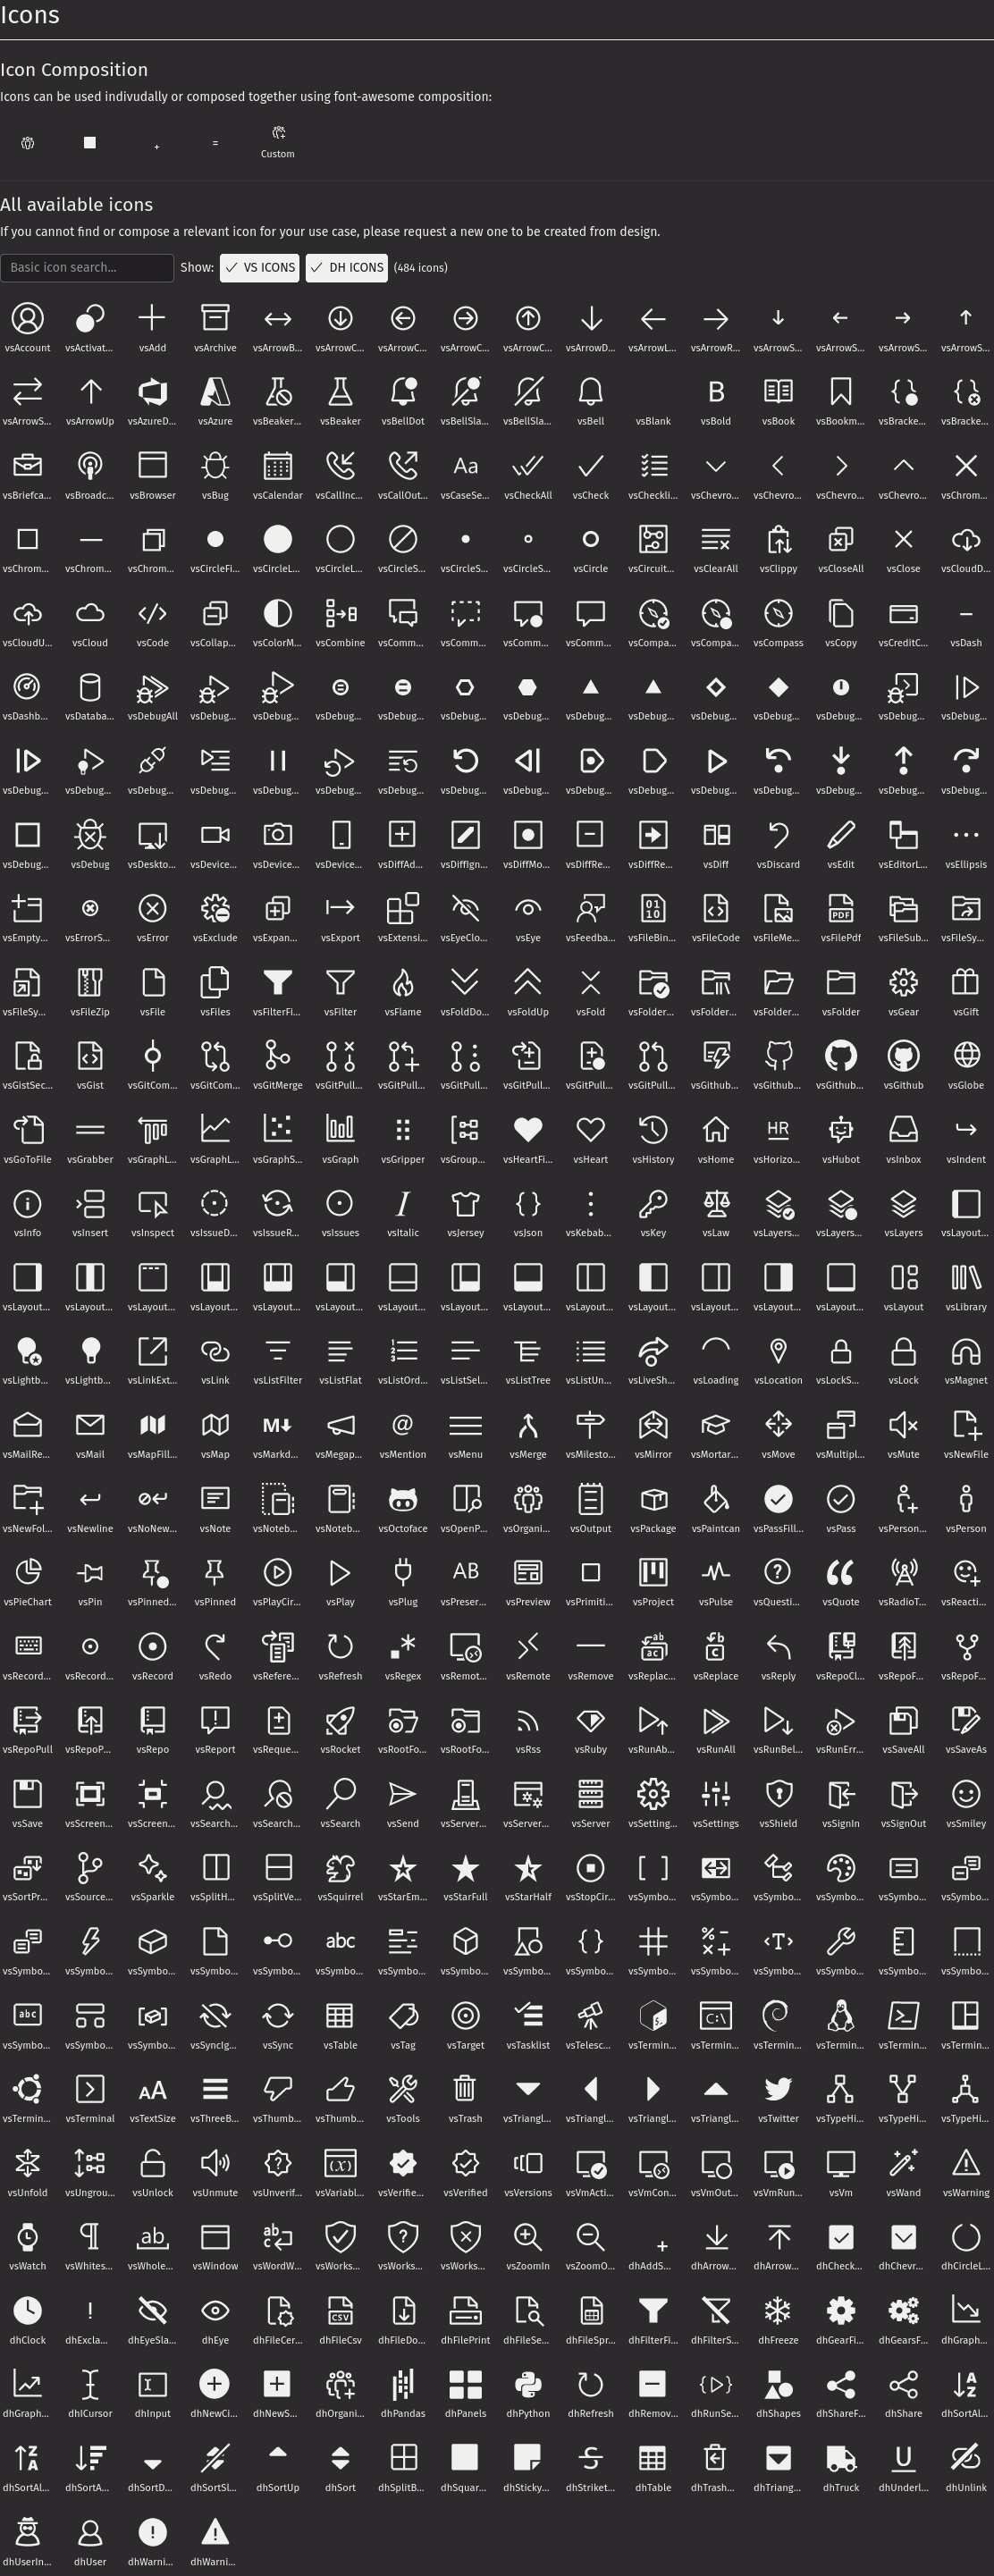 Icons
Icon Composition
Icons can be used indivudally or composed together using font-awesome composition:
+ =
Custom
All available icons
If you cannot find or compose a relevant icon for your use case, please request a new one to be created from design.
Basic icon search... Show: VS ICONS DH ICONS (484 icons)
vsAccount vsActivat... vsAdd vsArchive vsArrowB... vsArrowC... vsArrowC... vsArrowC... vsArrowC... vsArrowD... vsArrowL... vsArrowR... vsArrowS... vsArrowS... vsArrowS... vsArrowS...
vsArrowS... vsArrowUp vsAzureD... vsAzure vsBeaker... vsBeaker vsBellDot vsBellSla... vsBellSla... vsBell vsBlank vsBold vsBook vsBookm... vsBracke... vsBracke...
vsBriefca... vsBroadc... vsBrowser vsBug vsCalendar vsCallInc... vsCallOut... vsCaseSe... vsCheckAll vsCheck vsCheckli... vsChevro... vsChevro... vsChevro... vsChevro... vsChrom...
vsChrom... vsChrom... vsChrom... vsCircleFi... vsCircleL... vsCircleL... vsCircleS... vsCircleS... vsCircleS... vsCircle vsCircuit... vsClearAll vsClippy vsCloseAll vsClose vsCloudD...
vsCloudU... vsCloud vsCode vsCollap... vsColorM... vsCombine vsComm... vsComm... vsComm... vsComm... vsCompa... vsCompa... vsCompass vsCopy vsCreditC... vsDash
vsDashb... vsDataba... vsDebugAll vsDebug... vsDebug... vsDebug... vsDebug... vsDebug... vsDebug... vsDebug... vsDebug... vsDebug... vsDebug... vsDebug... vsDebug... vsDebug...
vsDebug... vsDebug... vsDebug... vsDebug... vsDebug... vsDebug... vsDebug... vsDebug... vsDebug... vsDebug... vsDebug... vsDebug... vsDebug... vsDebug... vsDebug... vsDebug...
vsDebug... vsDebug vsDeskto... vsDevice... vsDevice... vsDevice... vsDiffAd... vsDiffIgn... vsDiffMo... vsDiffRe... vsDiffRe... vsDiff vsDiscard vsEdit vsEditorL... vsEllipsis
vsEmpty... vsErrorS... vsError vsExclude vsExpan... vsExport vsExtensi... vsEyeClo... vsEye vsFeedba... vsFileBin... vsFileCode vsFileMe... vsFilePdf vsFileSub... vsFileSy...
vsFileSy... vsFileZip vsFile vsFiles vsFilterFi... vsFilter vsFlame vsFoldDo... vsFoldUp vsFold vsFolder... vsFolder... vsFolder... vsFolder vsGear vsGift
vsGistSec... vsGist vsGitCom... vsGitCom... vsGitMerge vsGitPull... vsGitPull... vsGitPull... vsGitPull... vsGitPull... vsGitPull... vsGithub... vsGithub... vsGithub... vsGithub vsGlobe
vsGoToFile vsGrabber vsGraphL... vsGraphL... vsGraphS... vsGraph vsGripper vsGroup... vsHeartFi... vsHeart vsHistory vsHome vsHorizo... vsHubot vsInbox vsIndent
vsInfo vsInsert vsInspect vsIssueD... vsIssueR... vsIssues vsItalic vsJersey vsJson vsKebab... vsKey vsLaw vsLayers... vsLayers... vsLayers vsLayout...
vsLayout... vsLayout... vsLayout... vsLayout... vsLayout... vsLayout... vsLayout... vsLayout... vsLayout... vsLayout... vsLayout... vsLayout... vsLayout... vsLayout... vsLayout vsLibrary
vsLightb... vsLightb... vsLinkExt... vsLink vsListFilter vsListFlat vsListOrd... vsListSel... vsListTree vsListUn... vsLiveSh... vsLoading vsLocation vsLockS... vsLock vsMagnet
vsMailRe... vsMail vsMapFill... vsMap vsMarkd... vsMegap... vsMention vsMenu vsMerge vsMilesto... vsMirror vsMortar... vsMove vsMultipl... vsMute vsNewFile
vsNewFol... vsNewline vsNoNew... vsNote vsNoteb... vsNoteb... vsOctoface vsOpenP... vsOrgani... vsOutput vsPackage vsPaintcan vsPassFill... vsPass vsPerson... vsPerson
vsPieChart vsPin vsPinned... vsPinned vsPlayCir... vsPlay vsPlug vsPreser... vsPreview vsPrimiti... vsProject vsPulse vsQuesti... vsQuote vsRadioT... vsReacti...
vsRecord... vsRecord... vsRecord vsRedo vsRefere... vsRefresh vsRegex vsRemot... vsRemote vsRemove vsReplac... vsReplace vsReply vsRepoCl... vsRepoF... vsRepoF...
vsRepoPull vsRepoP... vsRepo vsReport vsReque... vsRocket vsRootFo... vsRootFo... vsRss vsRuby vsRunAb... vsRunAll vsRunBel... vsRunErr... vsSaveAll vsSaveAs
vsSave vsScreen... vsScreen... vsSearch... vsSearch... vsSearch vsSend vsServer... vsServer... vsServer vsSetting... vsSettings vsShield vsSignIn vsSignOut vsSmiley
vsSortPr... vsSource... vsSparkle vsSplitH... vsSplitVe... vsSquirrel vsStarEm... vsStarFull vsStarHalf vsStopCir... vsSymbo... vsSymbo... vsSymbo... vsSymbo... vsSymbo... vsSymbo...
vsSymbo... vsSymbo... vsSymbo... vsSymbo... vsSymbo... vsSymbo... vsSymbo... vsSymbo... vsSymbo... vsSymbo... vsSymbo... vsSymbo... vsSymbo... vsSymbo... vsSymbo... vsSymbo...
vsSymbo... vsSymbo... vsSymbo... vsSyncIg... vsSync vsTable vsTag vsTarget vsTasklist vsTelesc... vsTermin... vsTermin... vsTermin... vsTermin... vsTermin... vsTermin...
vsTermin... vsTerminal vsTextSize vsThreeB... vsThumb... vsThumb... vsTools vsTrash vsTriangl... vsTriangl... vsTriangl... vsTriangl... vsTwitter vsTypeHi... vsTypeHi... vsTypeHi...
vsUnfold vsUngrou... vsUnlock vsUnmute vsUnverif... vsVariabl... vsVerifie... vsVerified vsVersions vsVmActi... vsVmCon... vsVmOut... vsVmRun... vsVm vsWand vsWarning
vsWatch vsWhites... vsWhole... vsWindow vsWordW... vsWorks... vsWorks... vsWorks... vsZoomIn vsZoomO... dhAddS... dhArrow... dhArrow... dhCheck... dhChevr... dhCircleL...
dhClock dhExcla... dhEyeSla... dhEye dhFileCer... dhFileCsv dhFileDo... dhFilePrint dhFileSe... dhFileSpr... dhFilterFi... dhFilterS... dhFreeze dhGearFi... dhGearsF... dhGraph...
dhGraph... dhICursor dhInput dhNewCi... dhNewS... dhOrgani... dhPandas dhPanels dhPython dhRefresh dhRemov... dhRunSe... dhShapes dhShareF... dhShare dhSortAl...
dhSortAl... dhSortA... dhSortD... dhSortSl... dhSortUp dhSort dhSplitB... dhSquar... dhSticky... dhStriket... dhTable dhTrash... dhTriang... dhTruck dhUnderl... dhUnlink
dhUserIn... dhUser dhWarni... dhWarni...